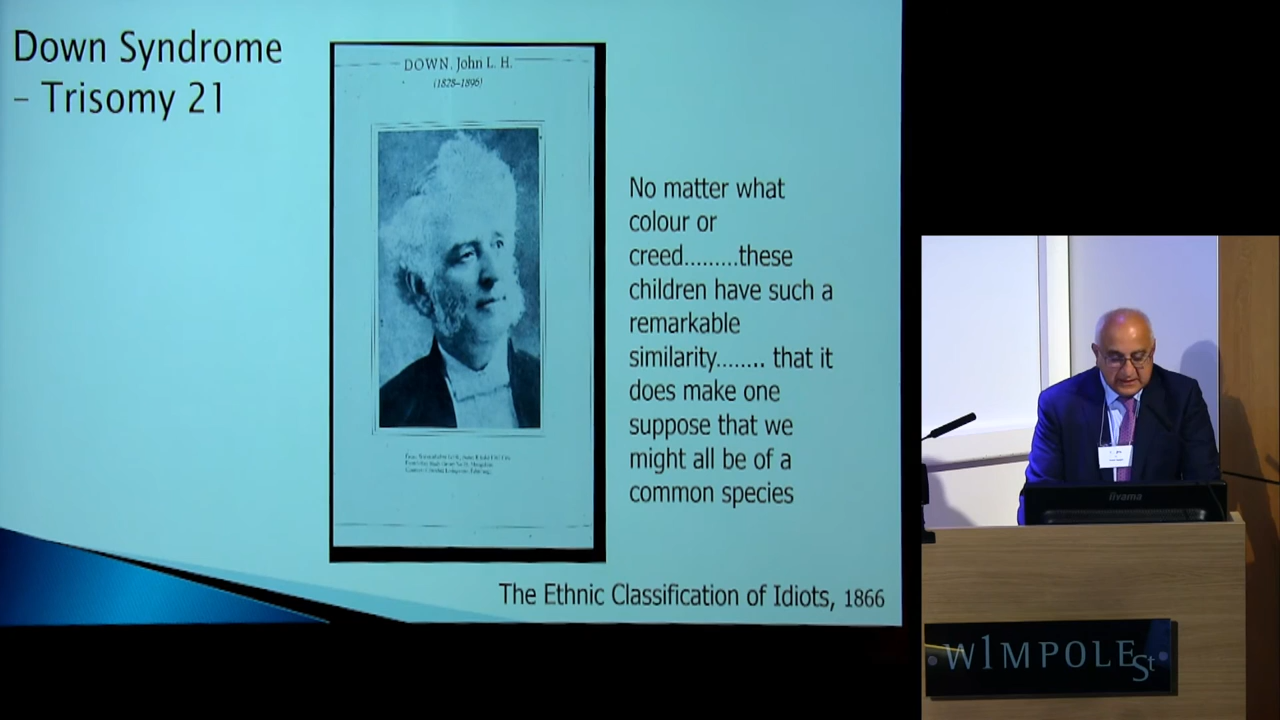 Down Syndrome
– Trisomy 21
DOWN, John L. H.
(1828–1896)
No matter what
colour or
creed.........these
children have such a
remarkable
similarity........ that it
does make one
suppose that we
might all be of a
common species
The Ethnic Classification of Idiots, 1866
iiyama
W1MPOLE St